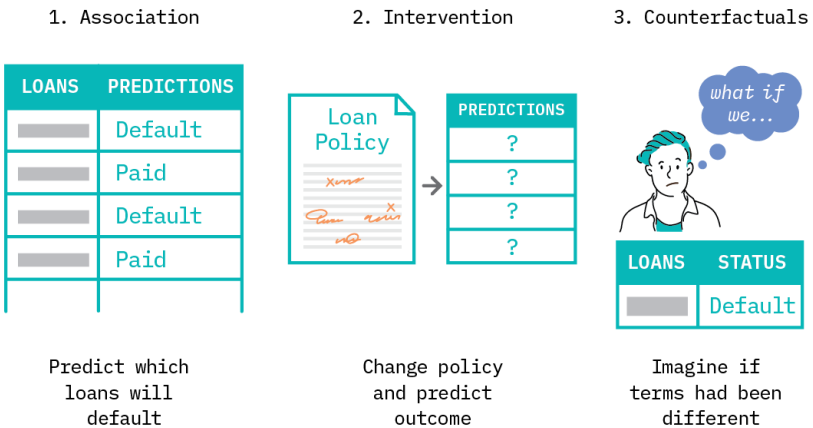 1. Association
2. Intervention
3. Counterfactuals
LOANS PREDICTIONS
Default
Paid
Default
Paid
Loan
Policy
PREDICTIONS
?
?
?
?
what if
we...
LOANS STATUS
Default
Predict which
loans will
default
Change policy
and predict
outcome
Imagine if
terms had been
different